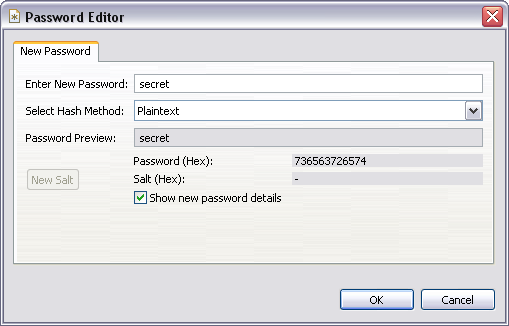 Password Editor
New Password
Enter New Password: secret
Select Hash Method: Plaintext
Password Preview: secret
Password (Hex): 736563726574
New Salt Salt (Hex): -
Show new password details
OK Cancel